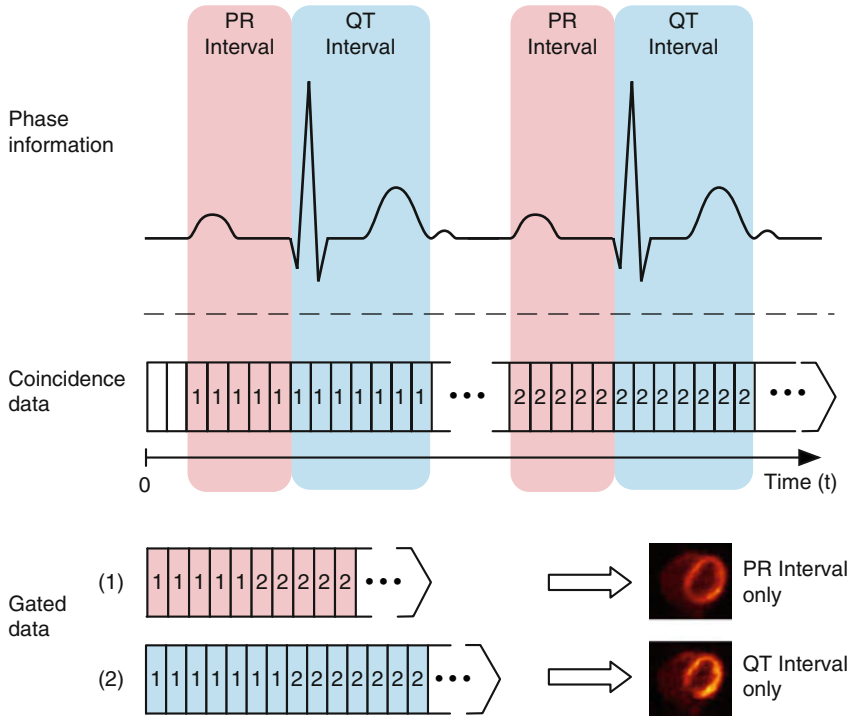 PR Interval
QT Interval
PR Interval
QT Interval
Phase information
Coincidence data
1 1 1 1 1 1 1 1 1 1 1 1 ••• 2 2 2 2 2 2 2 2 2 2 2 2 •••
0
Time (t)
Gated data
(1)
1 1 1 1 1 2 2 2 2 2 •••
PR Interval only
(2)
1 1 1 1 1 1 1 2 2 2 2 2 2 2 •••
QT Interval only